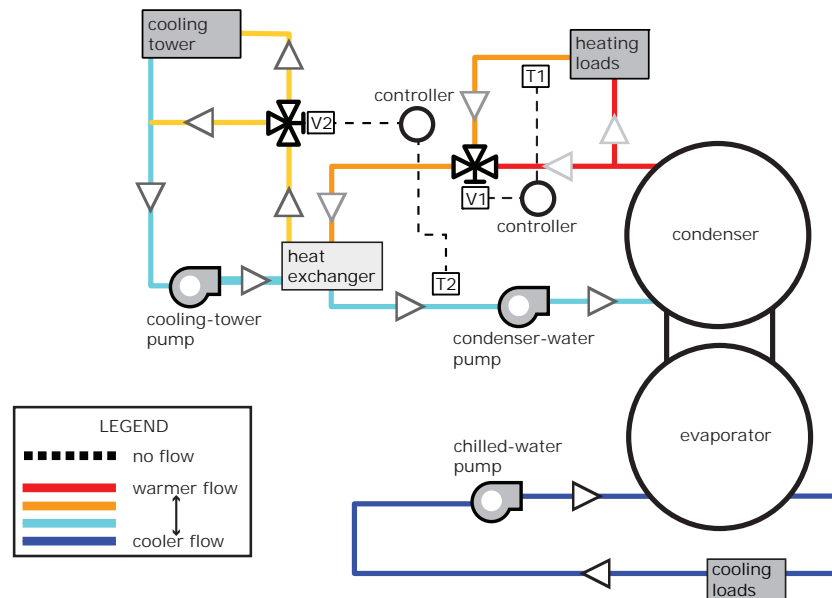 cooling
tower
heating
loads
T1
controller
V2
V1
controller
condenser
heat
exchanger
T2
cooling-tower
pump
condenser-water
pump
evaporator
LEGEND
no flow
warmer flow
cooler flow
chilled-water
pump
cooling
loads